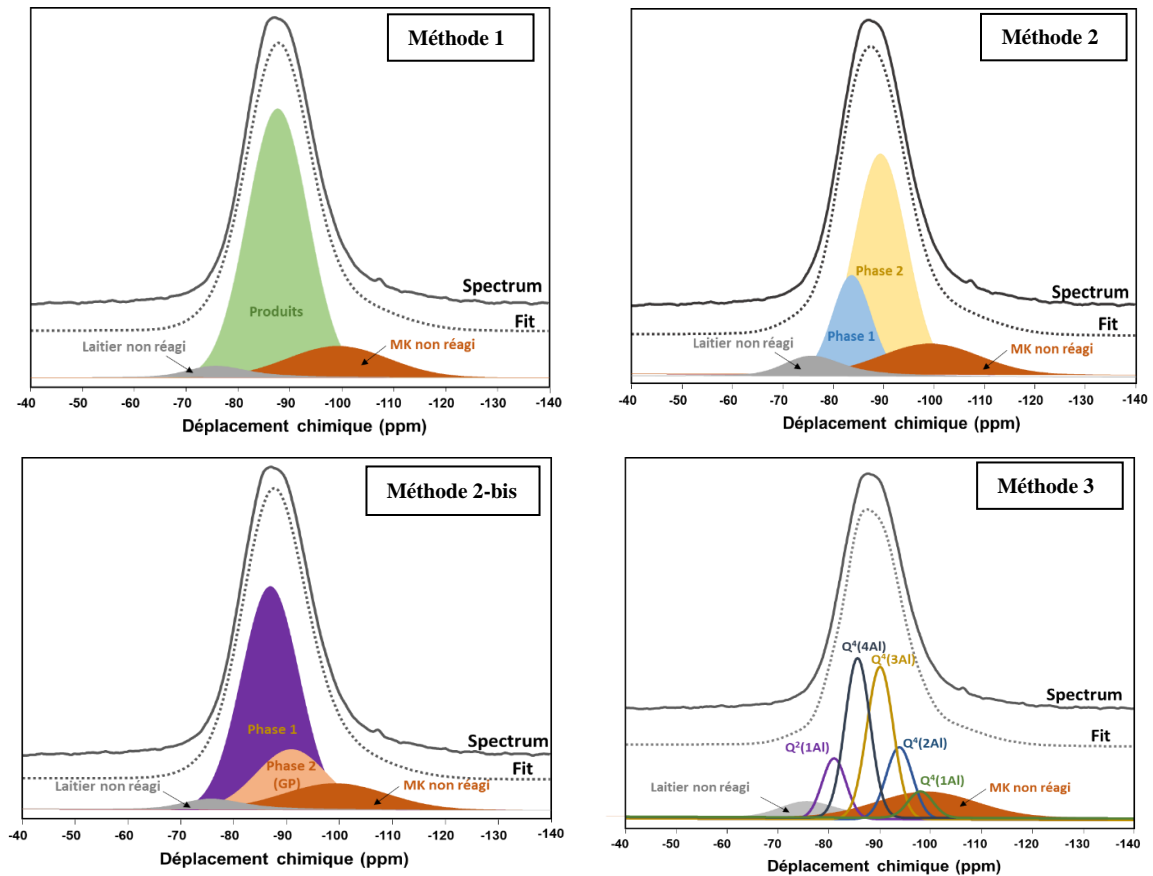 Méthode 1
Spectrum
Fit
Produits
Laitier non réagi
MK non réagi
-40 -50 -60 -70 -80 -90 -100 -110 -120 -130 -140
Déplacement chimique (ppm)
Méthode 2
Spectrum
Phase 2
Fit
Phase 1
Laitier non réagi
MK non réagi
-40 -50 -60 -70 -80 -90 -100 -110 -120 -130 -140
Déplacement chimique (ppm)
Méthode 2-bis
Phase 1
Spectrum
Phase 2
(GP)
Fit
Laitier non réagi
MK non réagi
-40 -50 -60 -70 -80 -90 -100 -110 -120 -130 -140
Déplacement chimique (ppm)
Méthode 3
Q⁴(4Al)
Q⁴(3Al)
Spectrum
Q²(1Al)
Q⁴(2Al)
Fit
Q⁴(1Al)
Laitier non réagi
MK non réagi
-40 -50 -60 -70 -80 -90 -100 -110 -120 -130 -140
Déplacement chimique (ppm)